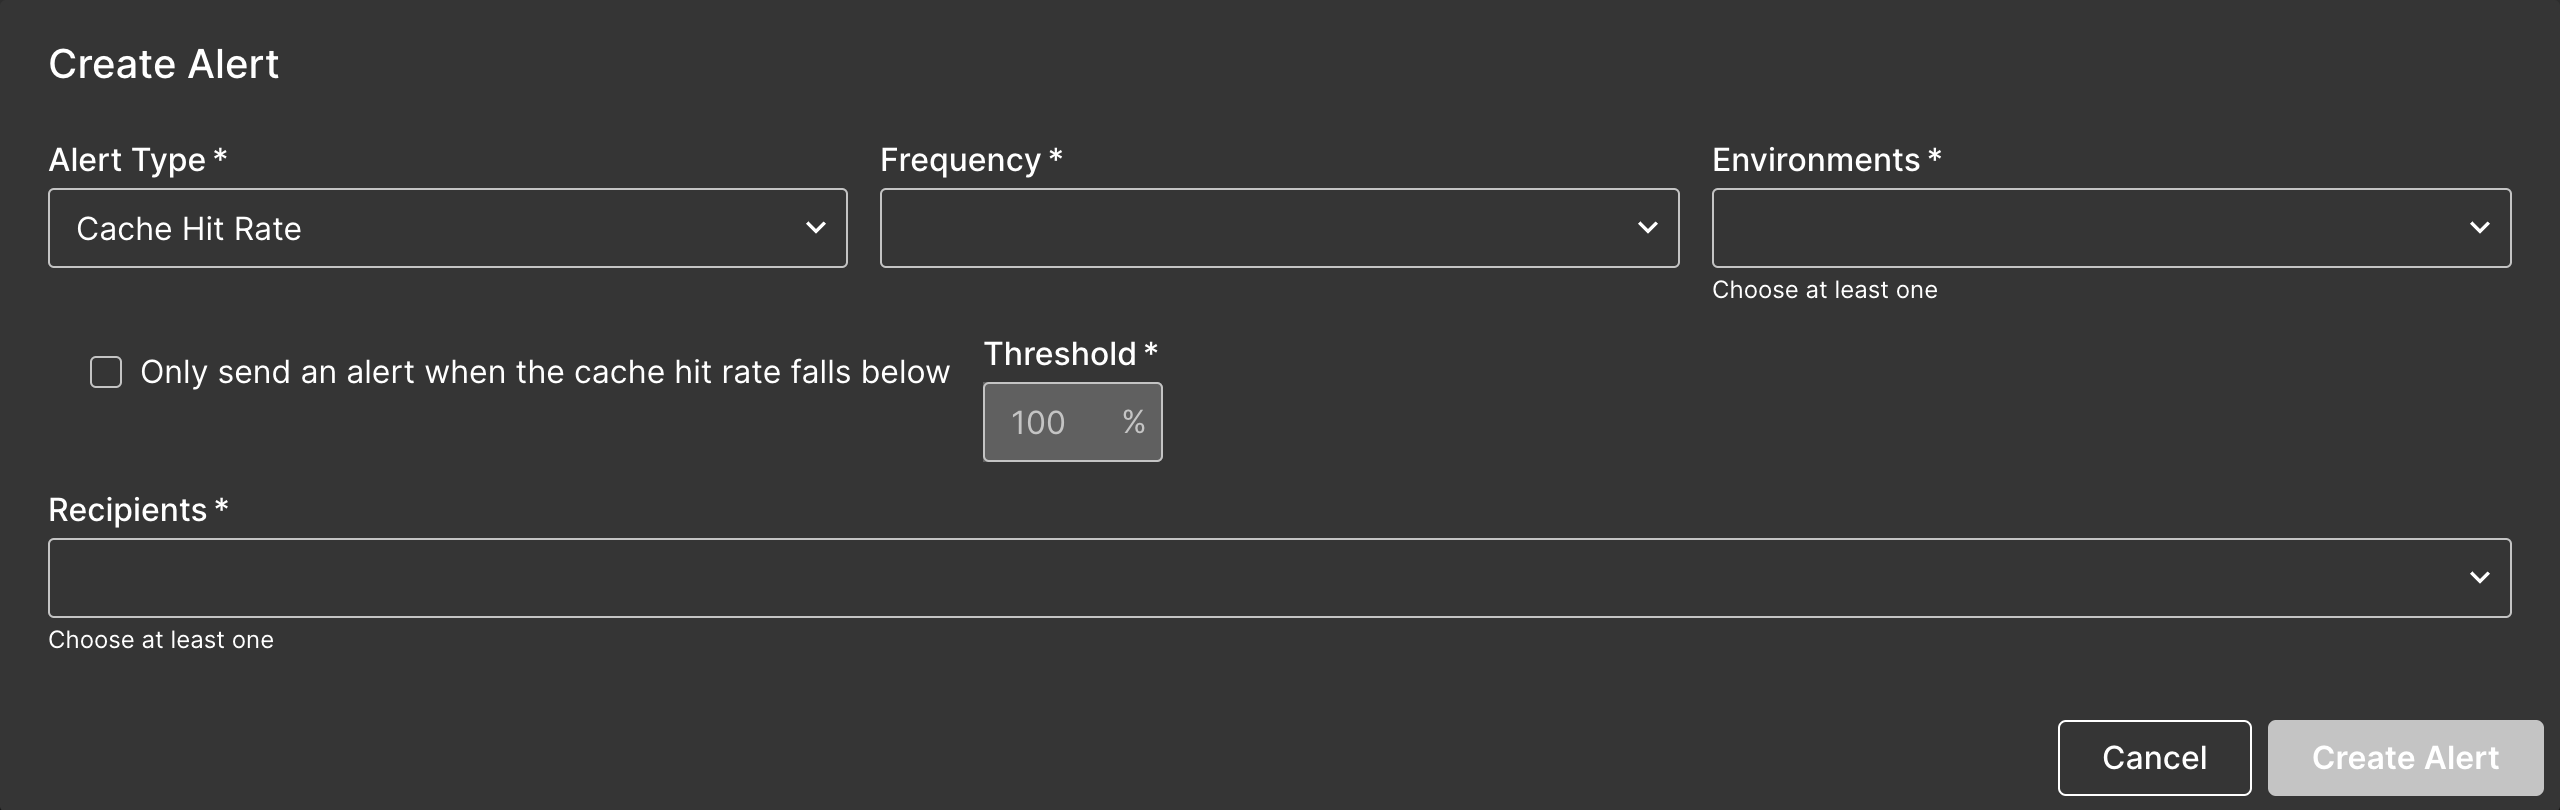 Create Alert
Alert Type *
Frequency *
Environments *
Cache Hit Rate
Choose at least one
Only send an alert when the cache hit rate falls below
Threshold *
100 %
Recipients *
Choose at least one
Cancel
Create Alert